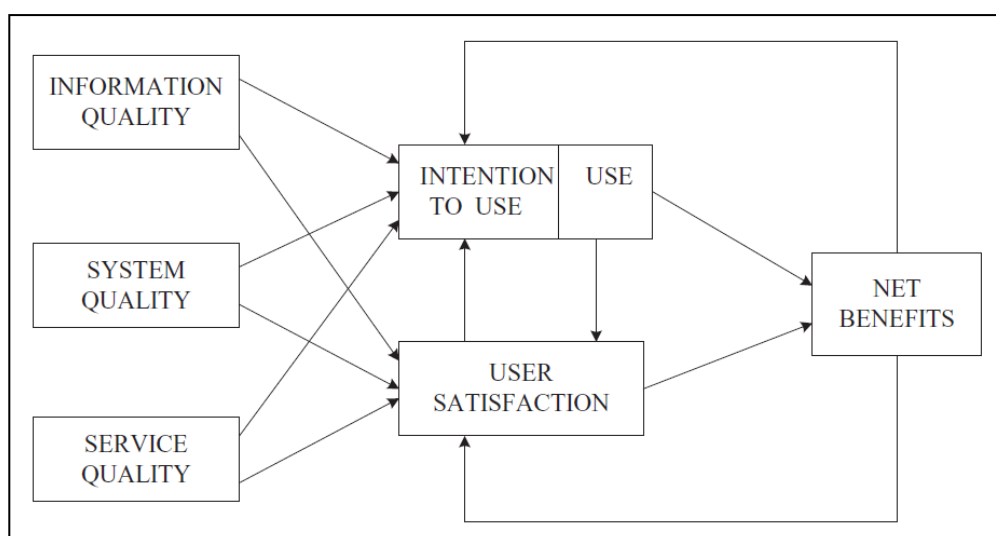 INFORMATION
QUALITY
INTENTION
TO USE
USE
SYSTEM
QUALITY
NET
BENEFITS
USER
SATISFACTION
SERVICE
QUALITY